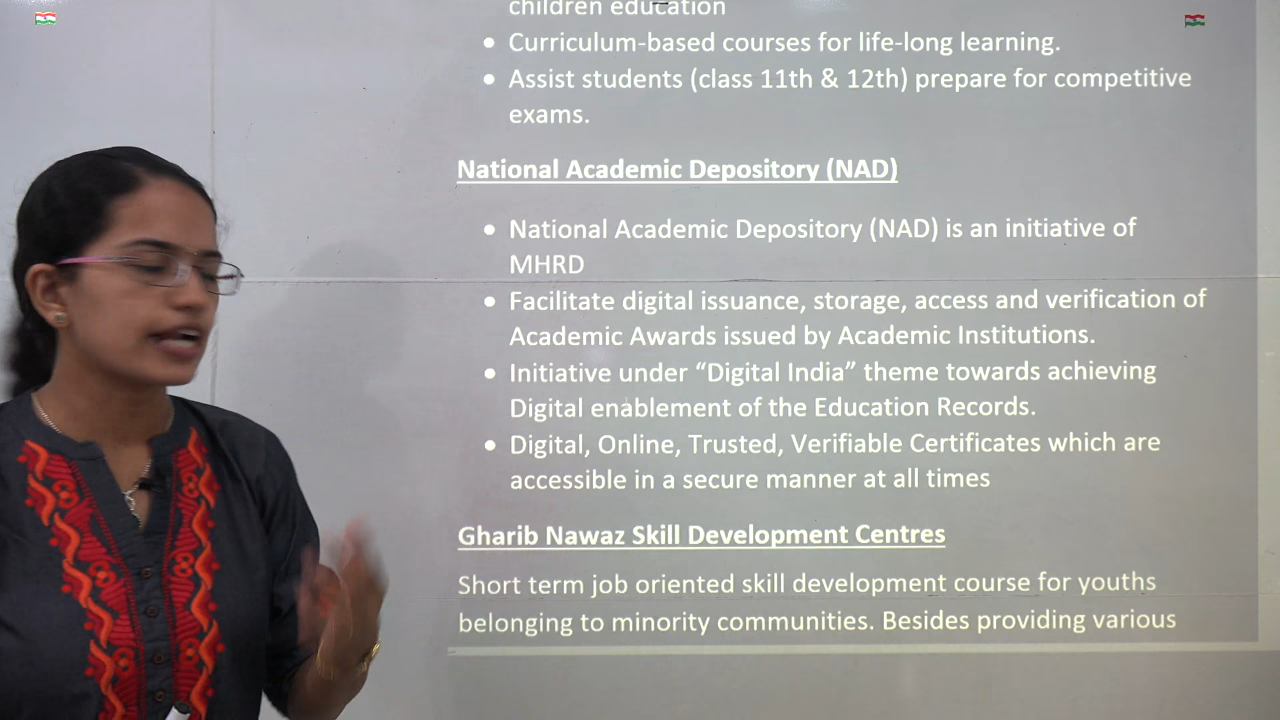 children education
• Curriculum-based courses for life-long learning.
• Assist students (class 11th & 12th) prepare for competitive
exams.
National Academic Depository (NAD)
• National Academic Depository (NAD) is an initiative of
MHRD
• Facilitate digital issuance, storage, access and verification of
Academic Awards issued by Academic Institutions.
• Initiative under “Digital India” theme towards achieving
Digital enablement of the Education Records.
• Digital, Online, Trusted, Verifiable Certificates which are
accessible in a secure manner at all times
Gharib Nawaz Skill Development Centres
Short term job oriented skill development course for youths
belonging to minority communities. Besides providing various